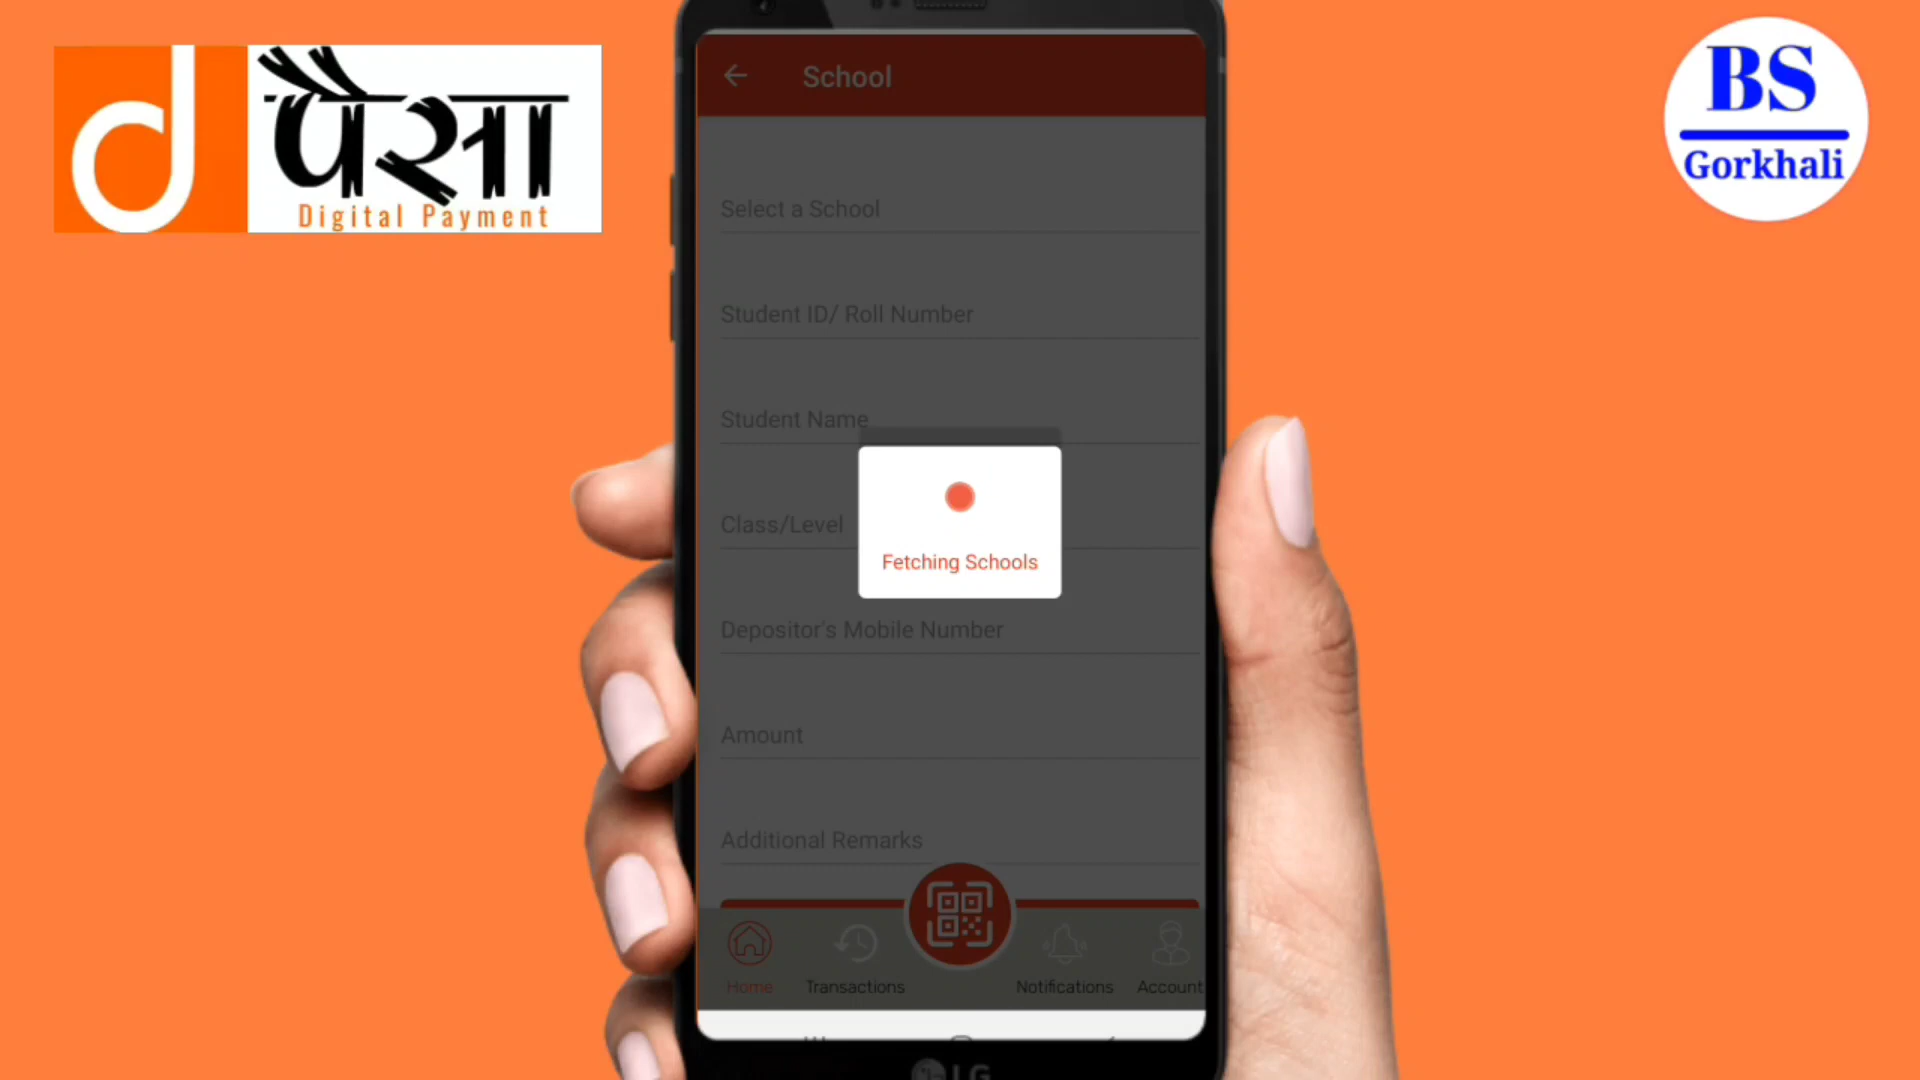 d पैसा
Digital Payment
BS
Gorkhali
School
Select a School
Student ID/ Roll Number
Student Name
Class/Level
Fetching Schools
Depositor's Mobile Number
Amount
Additional Remarks
Home
Transactions
Notifications
Account
LG